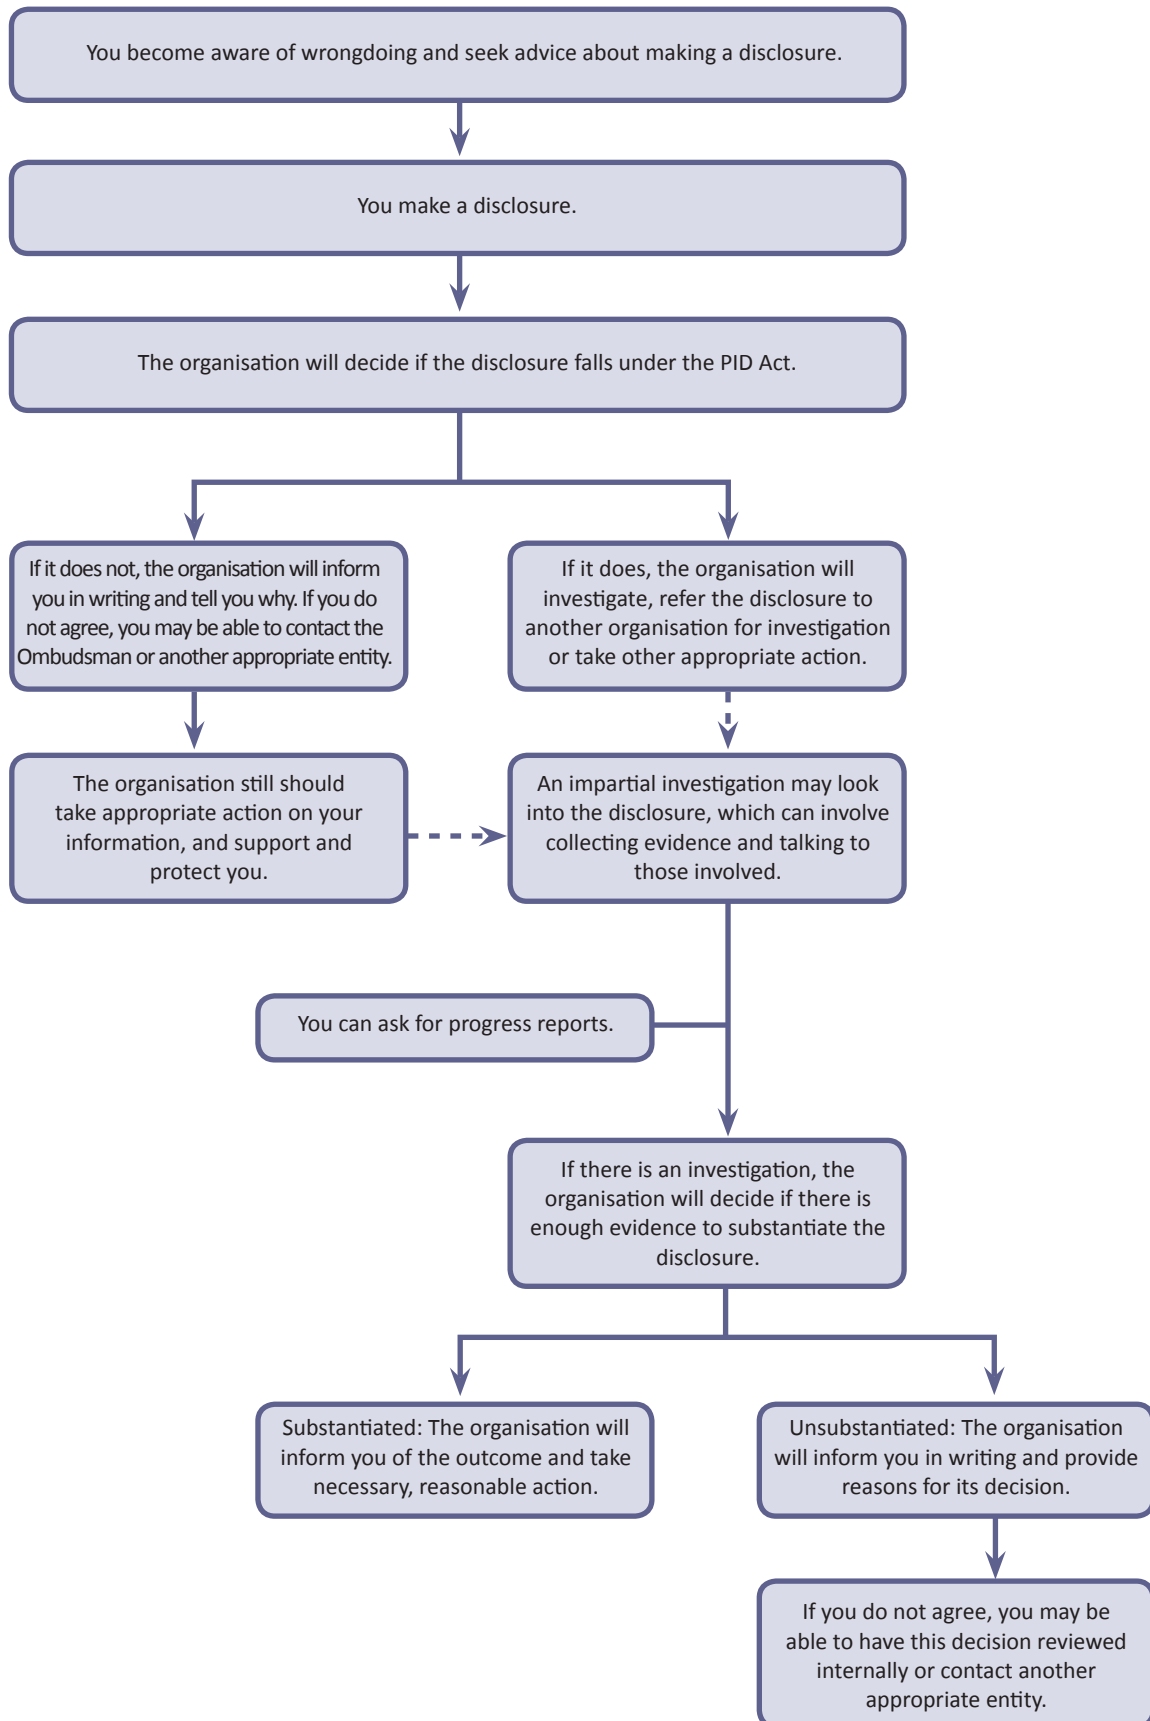 You become aware of wrongdoing and seek advice about making a disclosure.
You make a disclosure.
The organisation will decide if the disclosure falls under the PID Act.
If it does not, the organisation will inform
you in writing and tell you why. If you do
not agree, you may be able to contact the
Ombudsman or another appropriate entity.
If it does, the organisation will
investigate, refer the disclosure to
another organisation for investigation
or take other appropriate action.
The organisation still should
take appropriate action on your
information, and support and
protect you.
An impartial investigation may look
into the disclosure, which can involve
collecting evidence and talking to
those involved.
You can ask for progress reports.
If there is an investigation, the
organisation will decide if there is
enough evidence to substantiate the
disclosure.
Substantiated: The organisation will
inform you of the outcome and take
necessary, reasonable action.
Unsubstantiated: The organisation
will inform you in writing and provide
reasons for its decision.
If you do not agree, you may be
able to have this decision reviewed
internally or contact another
appropriate entity.